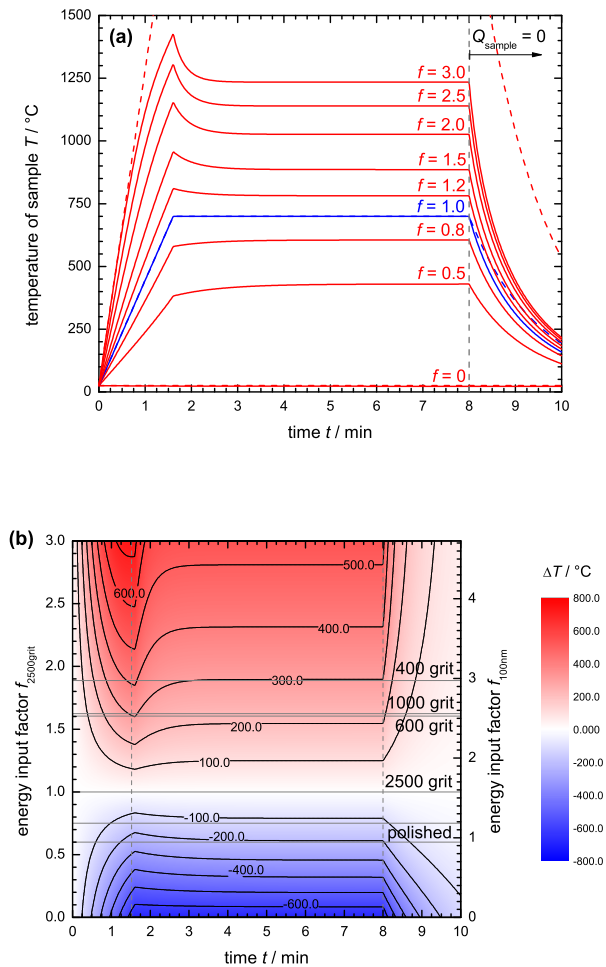 (a)
Q_sample = 0
1500
1250
1000
750
500
250
0
temperature of sample T / °C
f = 3.0
f = 2.5
f = 2.0
f = 1.5
f = 1.2
f = 1.0
f = 0.8
f = 0.5
f = 0
0 1 2 3 4 5 6 7 8 9 10
time t / min
(b)
3.0
2.5
2.0
1.5
1.0
0.5
0.0
energy input factor f_2500grit
500.0
600.0
400.0
300.0
200.0
100.0
-100.0
-200.0
-400.0
-600.0
400 grit
1000 grit
600 grit
2500 grit
polished
4
3
2
1
0
energy input factor f_100nm
0 1 2 3 4 5 6 7 8 9 10
time t / min
ΔT / °C
800.0
600.0
400.0
200.0
0.000
-200.0
-400.0
-600.0
-800.0